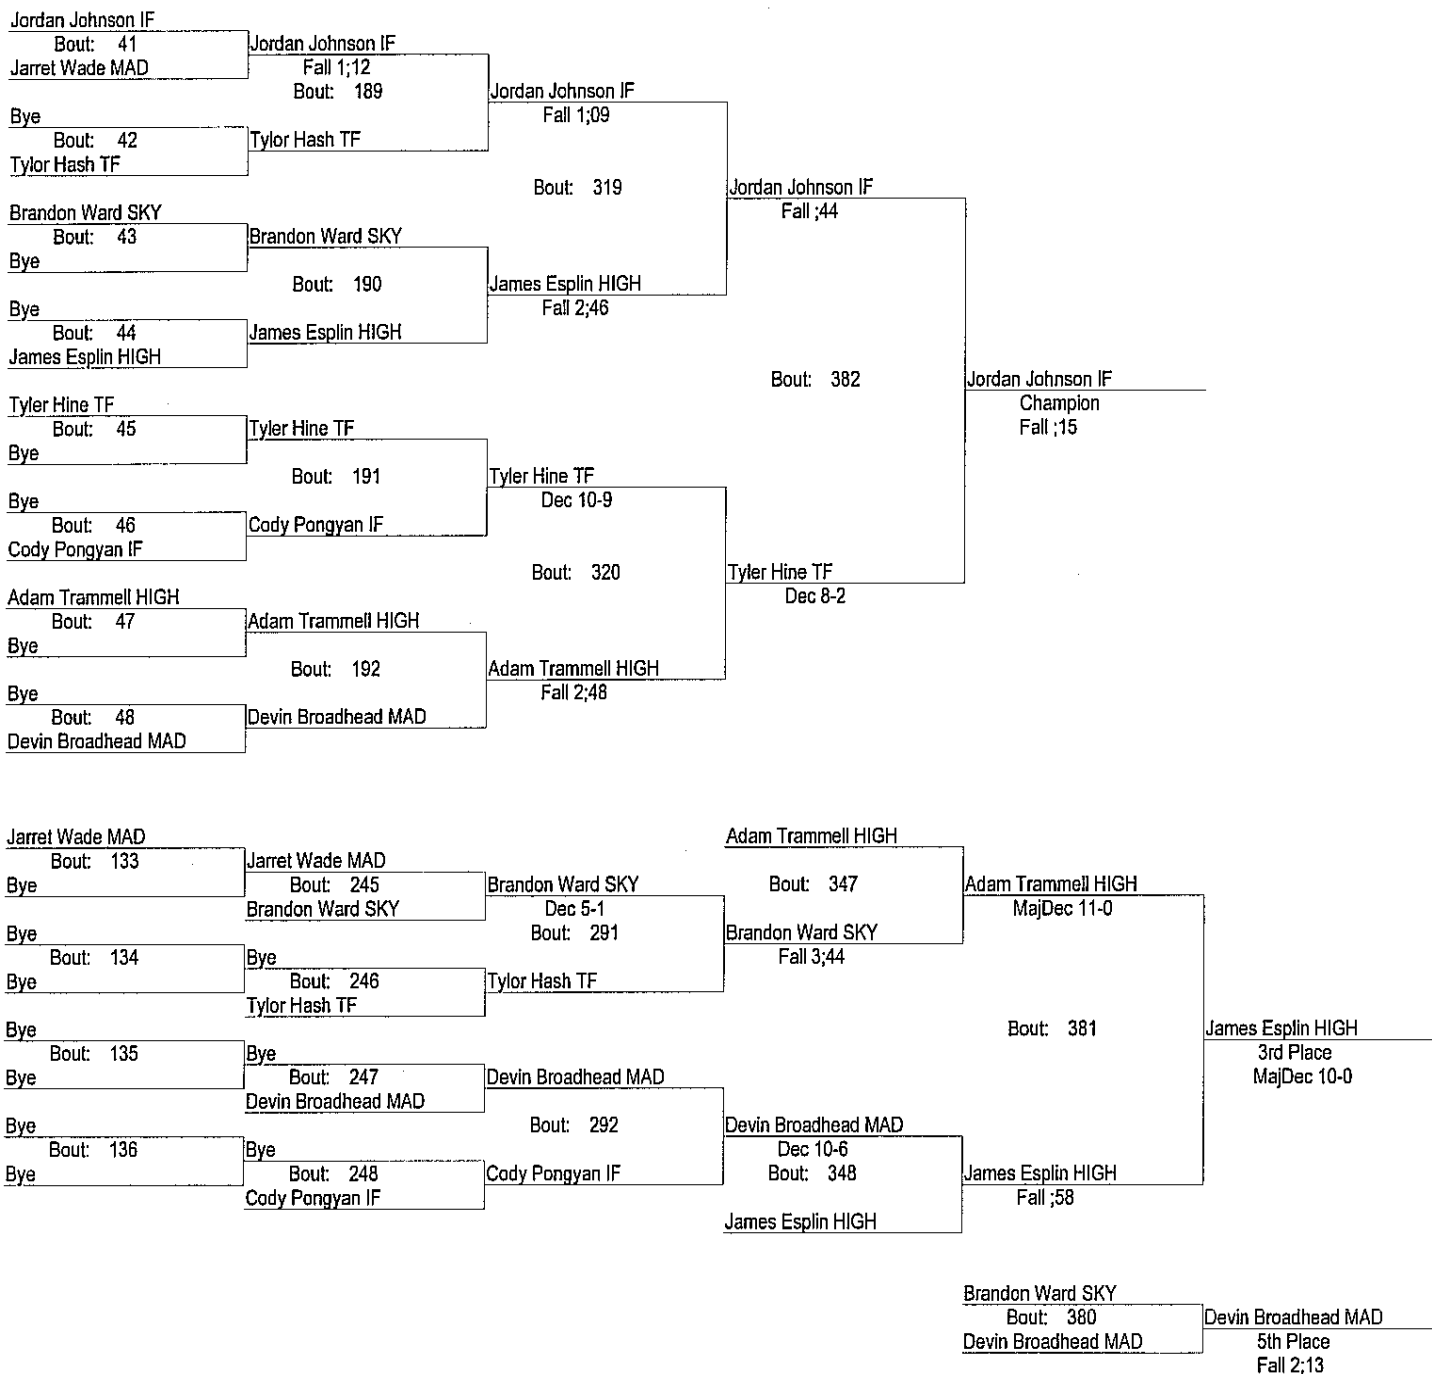 Jordan Johnson IF
Bout: 41
Jarret Wade MAD
Bye
Bout: 42
Tylor Hash TF
Brandon Ward SKY
Bout: 43
Bye
Bye
Bout: 44
James Esplin HIGH
Tyler Hine TF
Bout: 45
Bye
Bye
Bout: 46
Cody Pongyan IF
Adam Trammell HIGH
Bout: 47
Bye
Bye
Bout: 48
Devin Broadhead MAD
Jordan Johnson IF
Fall 1;12
Bout: 189
Tylor Hash TF
Brandon Ward SKY
Bout: 190
James Esplin HIGH
Tyler Hine TF
Bout: 191
Cody Pongyan IF
Adam Trammell HIGH
Bout: 192
Devin Broadhead MAD
Jordan Johnson IF
Fall 1;09
Bout: 319
James Esplin HIGH
Fall 2;46
Tyler Hine TF
Dec 10-9
Bout: 320
Adam Trammell HIGH
Fall 2;48
Jordan Johnson IF
Fall ;44
Bout: 382
Tyler Hine TF
Dec 8-2
Jordan Johnson IF
Champion
Fall ;15
Jarret Wade MAD
Bout: 133
Bye
Bye
Bout: 134
Bye
Bye
Bout: 135
Bye
Bye
Bout: 136
Bye
Jarret Wade MAD
Bout: 245
Brandon Ward SKY
Bye
Bout: 246
Tylor Hash TF
Bye
Bout: 247
Devin Broadhead MAD
Bye
Bout: 248
Cody Pongyan IF
Brandon Ward SKY
Dec 5-1
Bout: 291
Tylor Hash TF
Devin Broadhead MAD
Bout: 292
Cody Pongyan IF
Adam Trammell HIGH
Bout: 347
Brandon Ward SKY
Fall 3;44
Devin Broadhead MAD
Dec 10-6
Bout: 348
James Esplin HIGH
Adam Trammell HIGH
MajDec 11-0
Bout: 381
James Esplin HIGH
Fall ;58
James Esplin HIGH
3rd Place
MajDec 10-0
Brandon Ward SKY
Bout: 380
Devin Broadhead MAD
Devin Broadhead MAD
5th Place
Fall 2;13